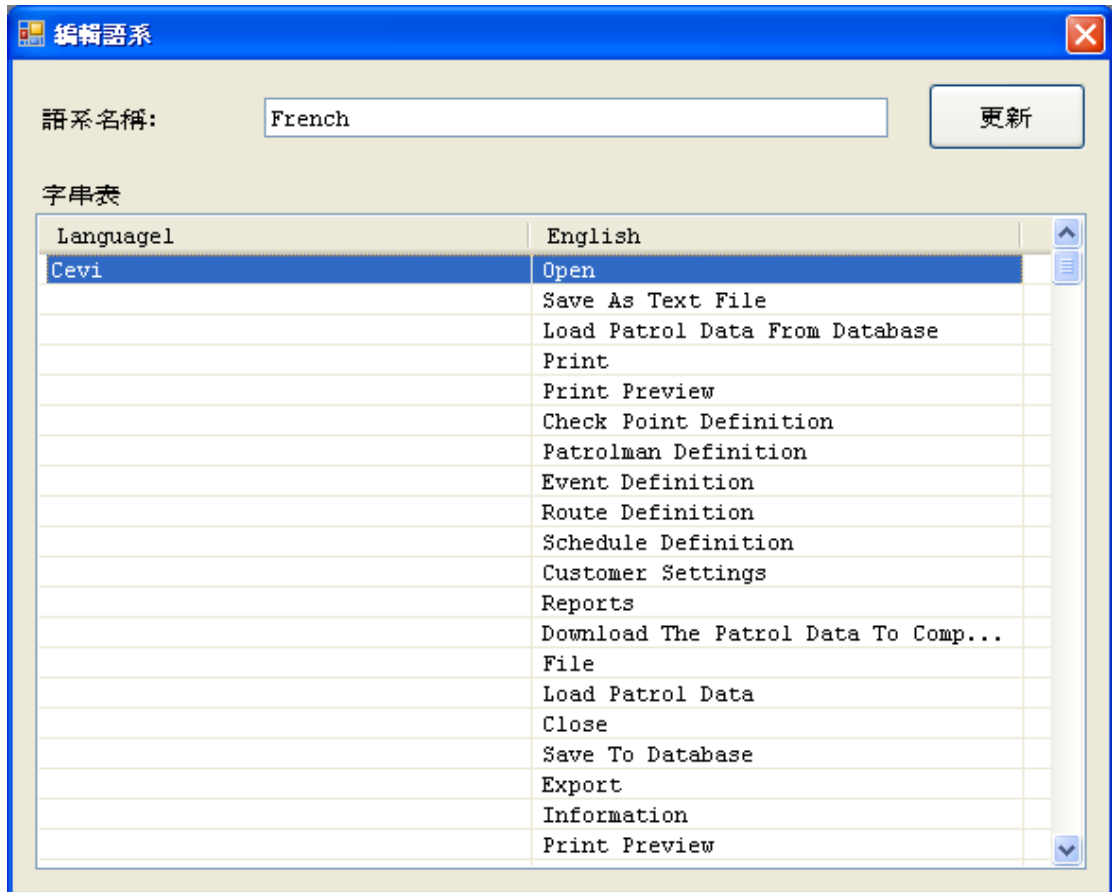 編輯語系
語系名稱: French 更新
字串表
Language1 English
Cevi Open
Save As Text File
Load Patrol Data From Database
Print
Print Preview
Check Point Definition
Patrolman Definition
Event Definition
Route Definition
Schedule Definition
Customer Settings
Reports
Download The Patrol Data To Comp...
File
Load Patrol Data
Close
Save To Database
Export
Information
Print Preview